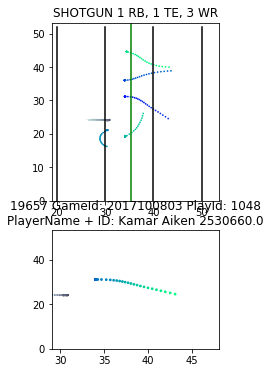 SHOTGUN 1 RB, 1 TE, 3 WR
50
40
30
20
10
0
20 30 40 50
19657 GameId: 2017100803 PlayId: 1048
PlayerName + ID: Kamar Aiken 2530660.0
40
20
0
30 35 40 45